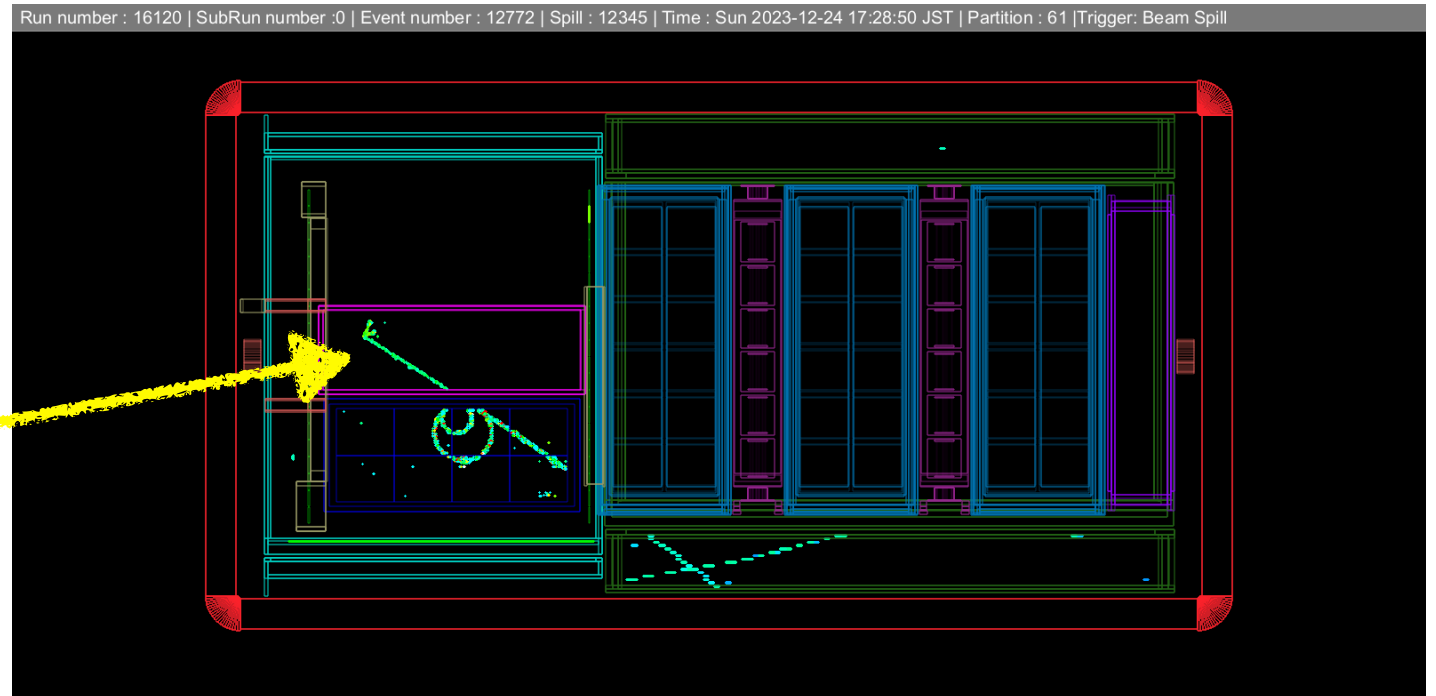 Run number : 16120 | SubRun number :0 | Event number : 12772 | Spill : 12345 | Time : Sun 2023-12-24 17:28:50 JST | Partition : 61 |Trigger: Beam Spill